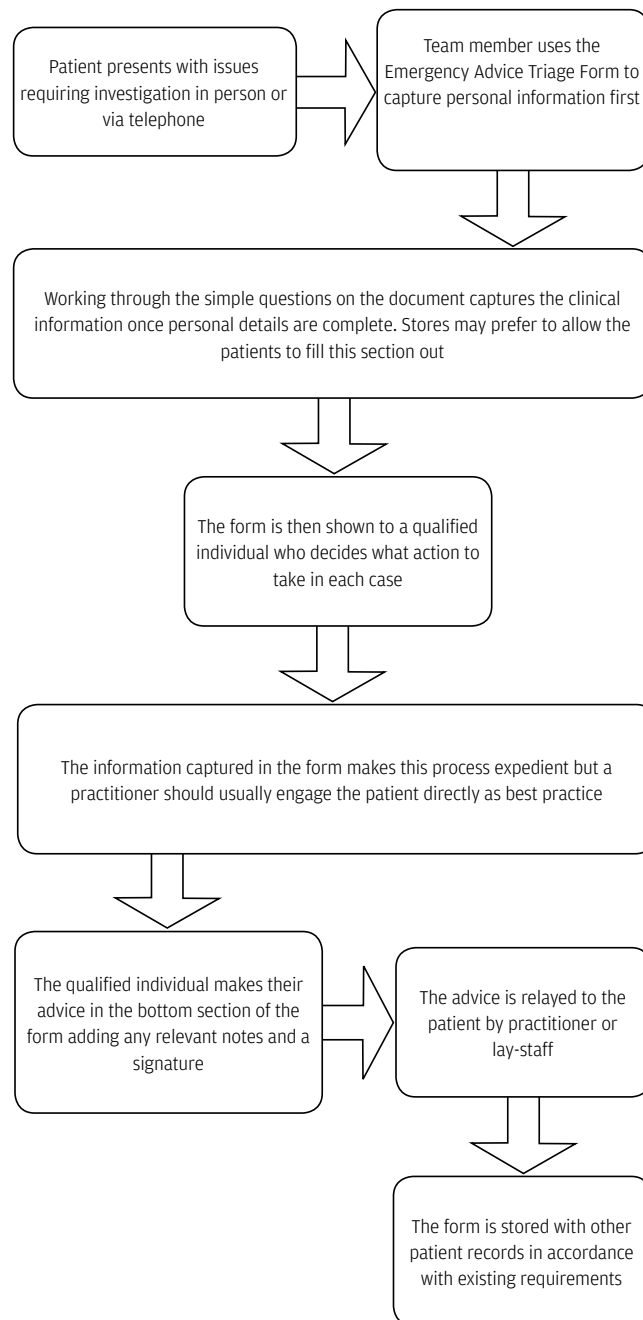 Patient presents with issues
requiring investigation in person or
via telephone
Team member uses the
Emergency Advice Triage Form to
capture personal information first
Working through the simple questions on the document captures the clinical
information once personal details are complete. Stores may prefer to allow the
patients to fill this section out
The form is then shown to a qualified
individual who decides what action to
take in each case
The information captured in the form makes this process expedient but a
practitioner should usually engage the patient directly as best practice
The qualified individual makes their
advice in the bottom section of the
form adding any relevant notes and a
signature
The advice is relayed to the
patient by practitioner or
lay-staff
The form is stored with other
patient records in accordance
with existing requirements